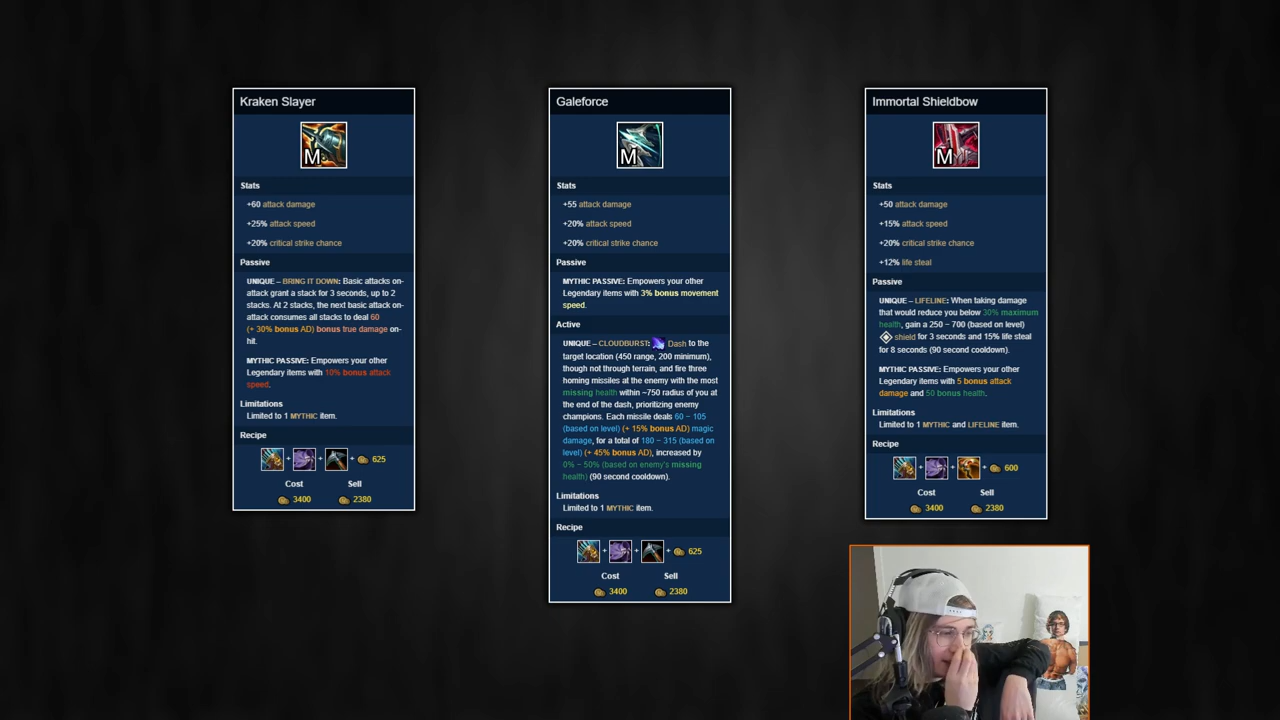 Kraken Slayer
M
Stats
+60 attack damage
+25% attack speed
+20% critical strike chance
Passive
UNIQUE – BRING IT DOWN: Basic attacks on-
attack grant a stack for 3 seconds, up to 2
stacks. At 2 stacks, the next basic attack on-
attack consumes all stacks to deal 60
(+ 30% bonus AD) bonus true damage on-
hit.
MYTHIC PASSIVE: Empowers your other
Legendary items with 10% bonus attack
speed.
Limitations
Limited to 1 MYTHIC item.
Recipe
+ + + 625
Cost Sell
3400 2380
Galeforce
M
Stats
+55 attack damage
+20% attack speed
+20% critical strike chance
Passive
MYTHIC PASSIVE: Empowers your other
Legendary items with 3% bonus movement
speed.
Active
UNIQUE – CLOUDBURST: Dash to the
target location (450 range, 200 minimum),
though not through terrain, and fire three
homing missiles at the enemy with the most
missing health within ~750 radius of you at
the end of the dash, prioritizing enemy
champions. Each missile deals 60 – 105
(based on level) (+ 15% bonus AD) magic
damage, for a total of 180 – 315 (based on
level) (+ 45% bonus AD), increased by
0% – 50% (based on enemy's missing
health) (90 second cooldown).
Limitations
Limited to 1 MYTHIC item.
Recipe
+ + + 625
Cost Sell
3400 2380
Immortal Shieldbow
M
Stats
+50 attack damage
+15% attack speed
+20% critical strike chance
+12% life steal
Passive
UNIQUE – LIFELINE: When taking damage
that would reduce you below 30% maximum
health, gain a 250 – 700 (based on level)
shield for 3 seconds and 15% life steal
for 8 seconds (90 second cooldown).
MYTHIC PASSIVE: Empowers your other
Legendary items with 5 bonus attack
damage and 50 bonus health.
Limitations
Limited to 1 MYTHIC and LIFELINE item.
Recipe
+ + + 600
Cost Sell
3400 2380